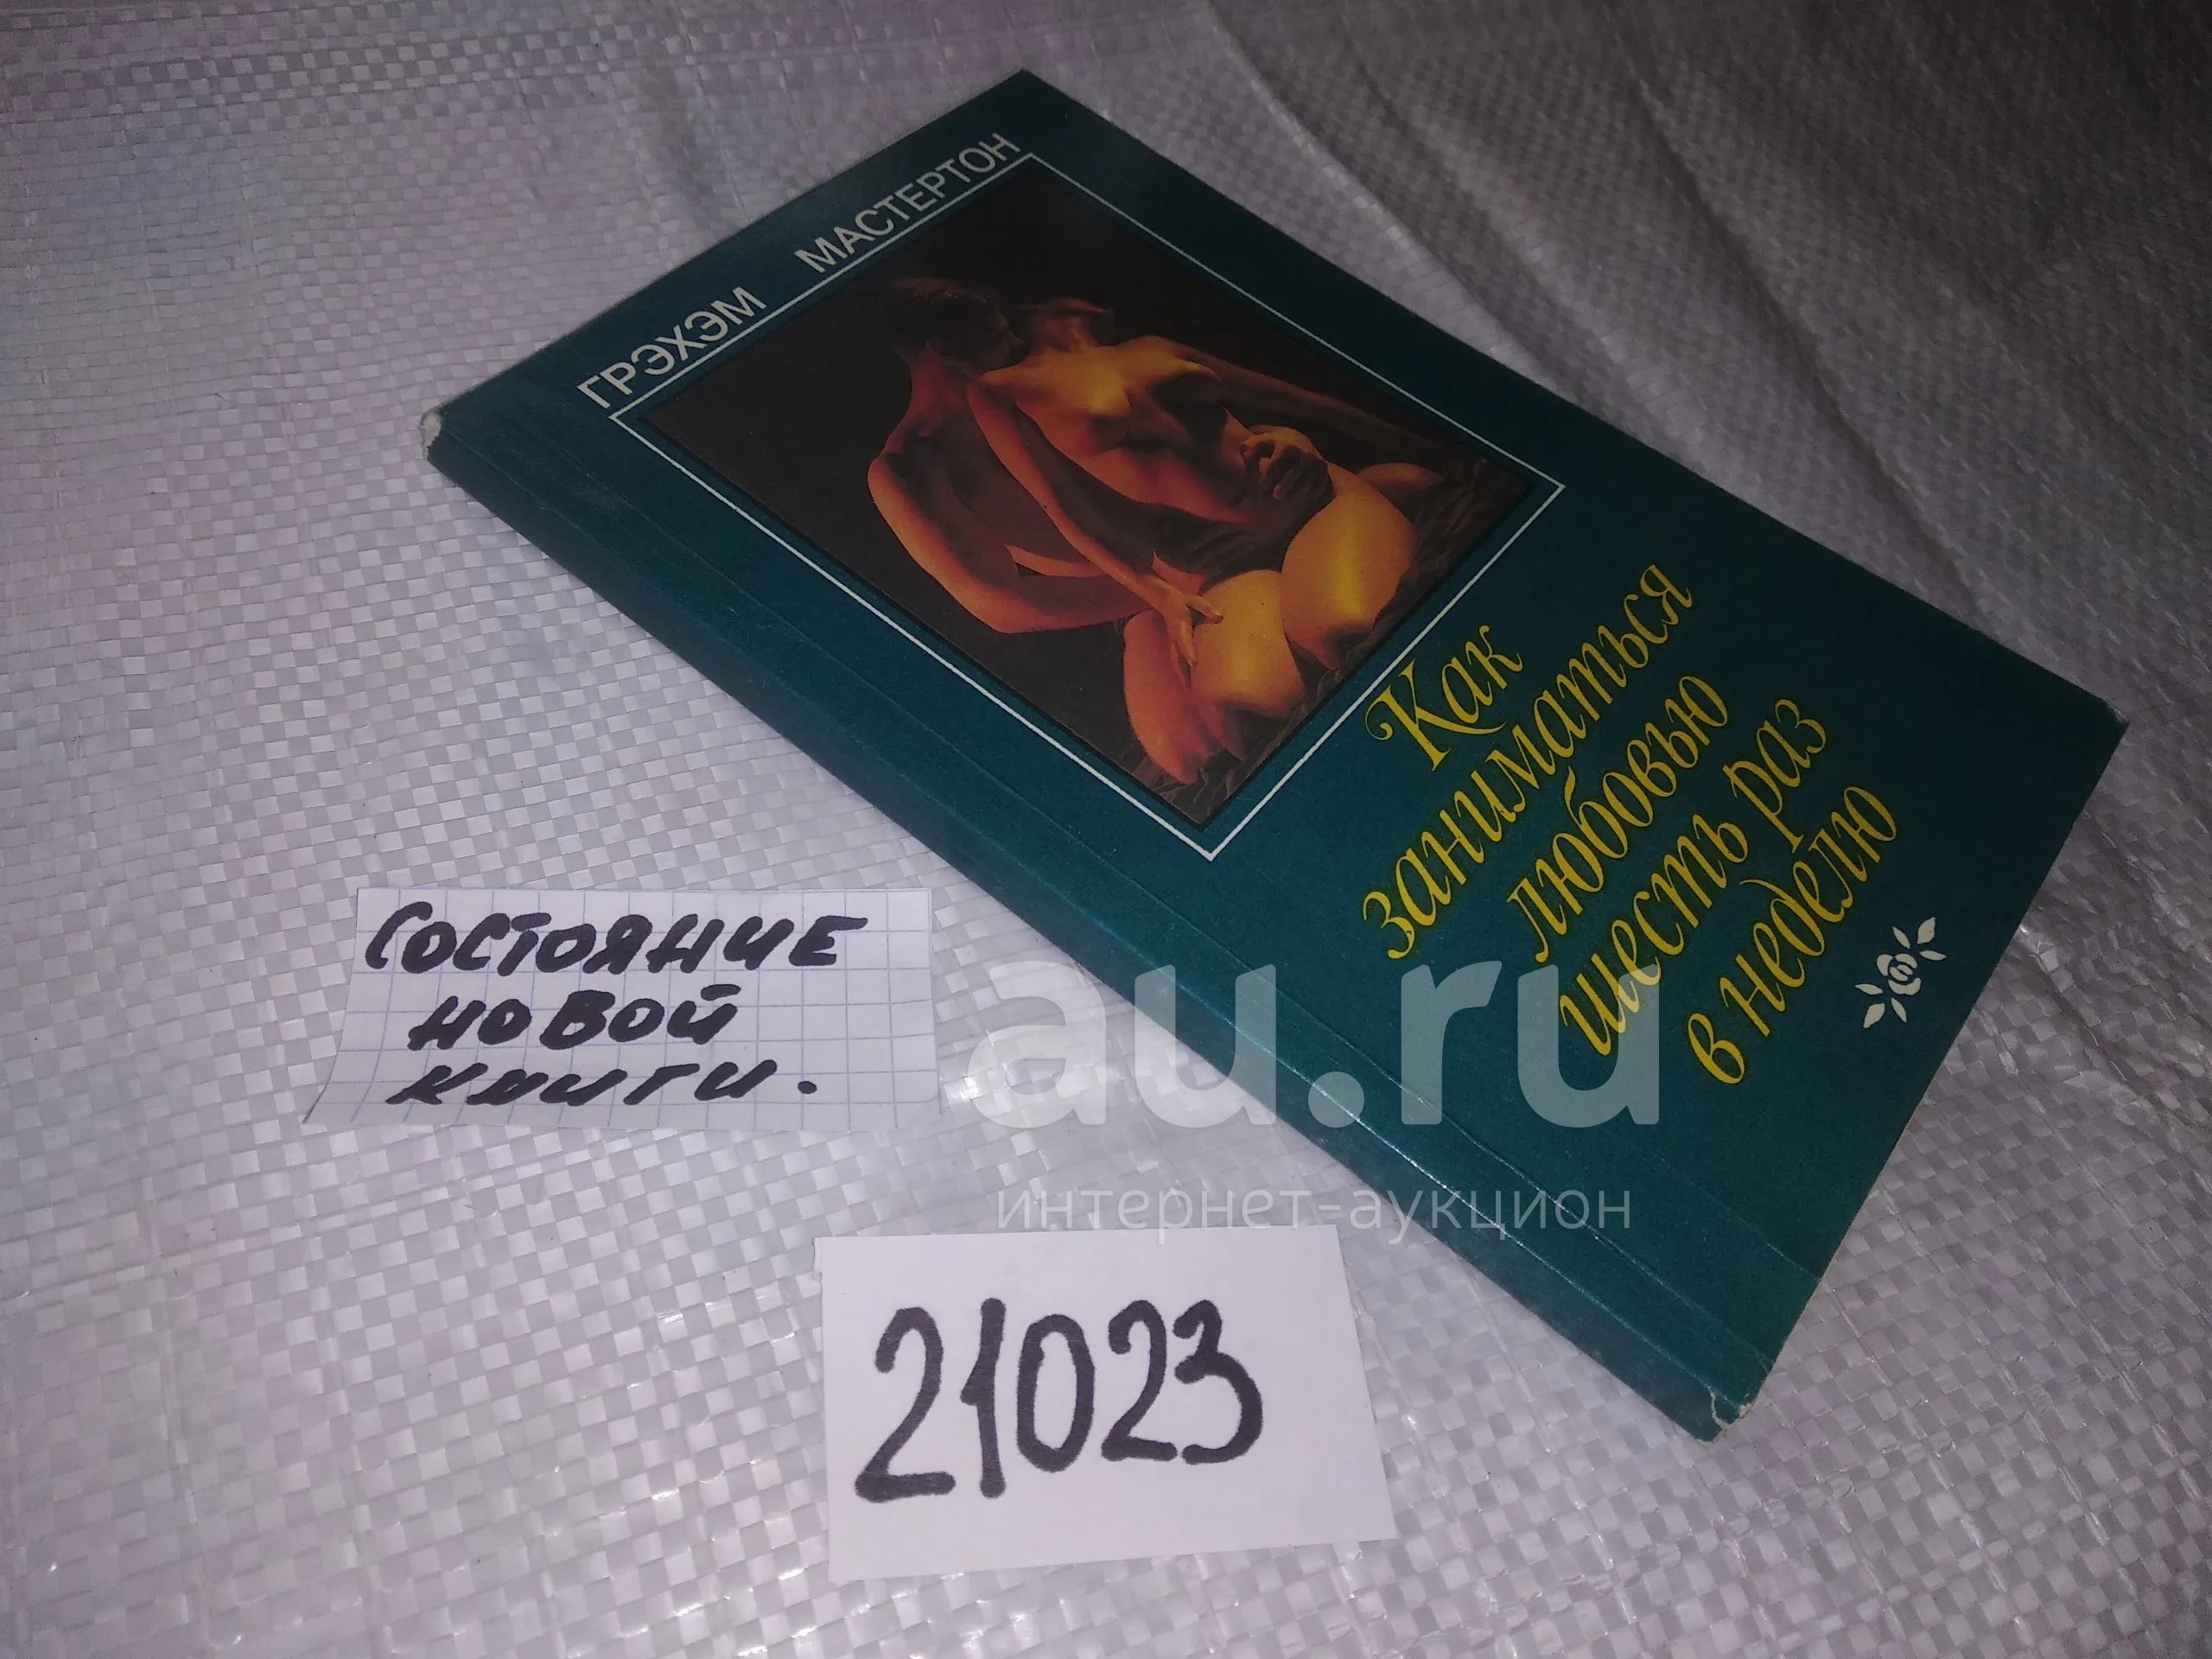 ГРЭХЭМ МАСТЕРТОН
Как
заниматься
любовью
шесть раз
в неделю
СОСТОЯНИЕ
НОВОЙ
КНИГИ.
au.ru
интернет-аукцион
21023